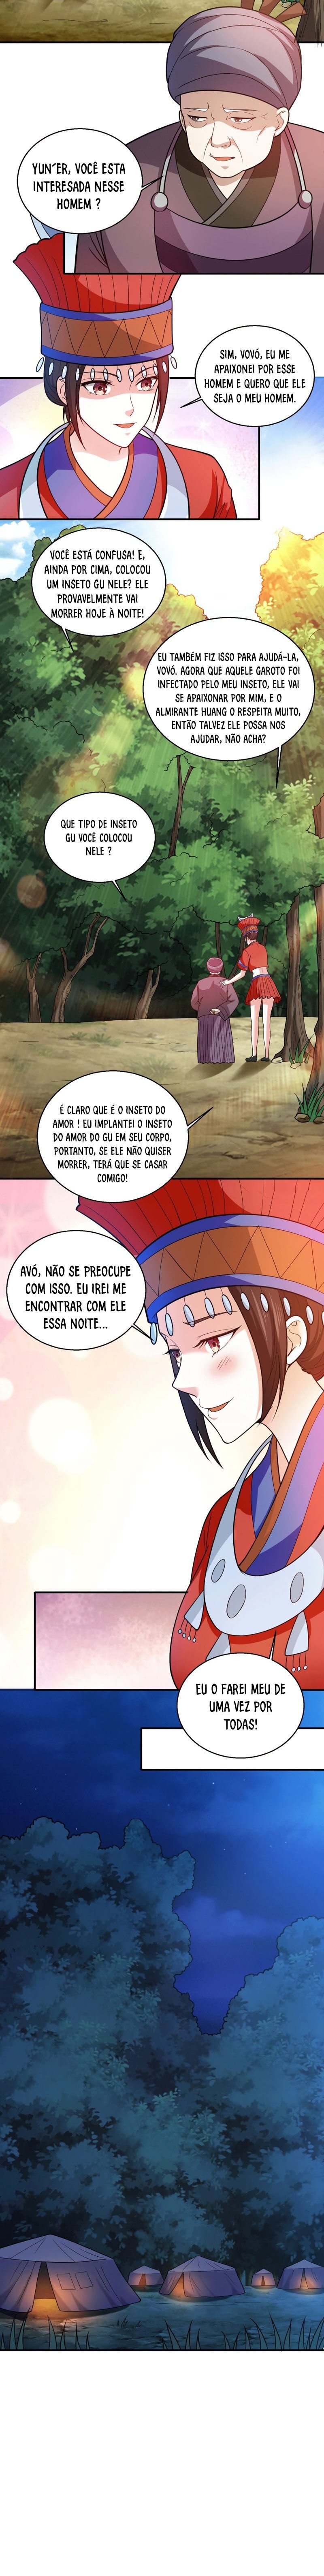 YUN'ER, VOCÊ ESTA
INTERESADA NESSE
HOMEM ?
SIM, VOVÓ, EU ME
APAIXONEI POR ESSE
HOMEM E QUERO QUE ELE
SEJA O MEU HOMEM.
VOCÊ ESTÁ CONFUSA! E,
AINDA POR CIMA, COLOCOU
UM INSETO GU NELE? ELE
PROVAVELMENTE VAI
MORRER HOJE À NOITE!
EU TAMBÉM FIZ ISSO PARA AJUDÁ-LA,
VOVÓ. AGORA QUE AQUELE GAROTO FOI
INFECTADO PELO MEU INSETO, ELE VAI
SE APAIXONAR POR MIM, E O
ALMIRANTE HUANG O RESPEITA MUITO,
ENTÃO TALVEZ ELE POSSA NOS
AJUDAR, NÃO ACHA?
QUE TIPO DE INSETO
GU VOCÊ COLOCOU
NELE ?
É CLARO QUE É O INSETO DO
AMOR ! EU IMPLANTEI O INSETO
DO AMOR DO GU EM SEU CORPO,
PORTANTO, SE ELE NÃO QUISER
MORRER, TERÁ QUE SE CASAR
COMIGO!
AVÓ, NÃO SE PREOCUPE
COM ISSO. EU IREI ME
ENCONTRAR COM ELE
ESSA NOITE...
EU O FAREI MEU DE
UMA VEZ POR
TODAS!